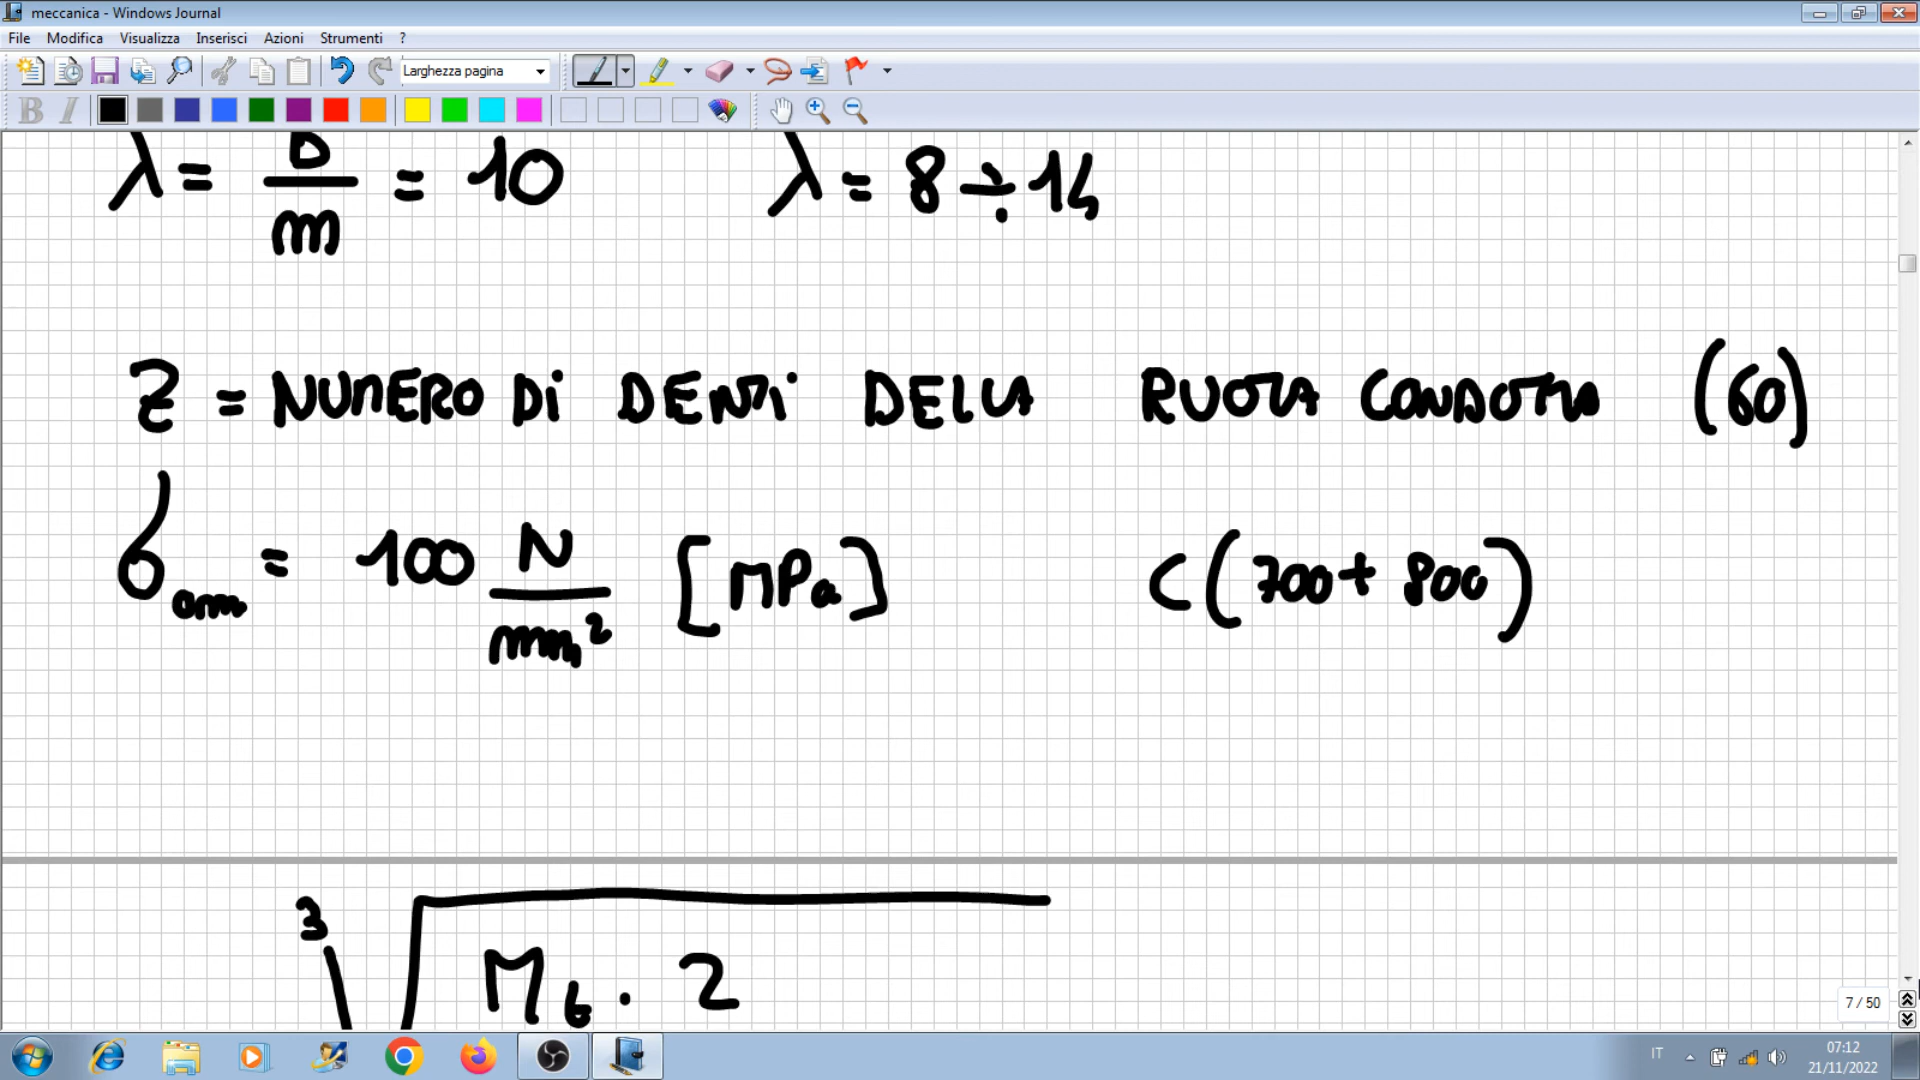 meccanica - Windows Journal
File Modifica Visualizza Inserisci Azioni Strumenti ?
Larghezza pagina
B I
λ = b/m = 10 λ = 8 ÷ 14
Z = NUMERO DI DENTI DELLA RUOTA CONDOTTA (60)
σam = 100 N/mm² [MPa] C(700+800)
³√ Mt · 2
7 / 50
IT 07:12
21/11/2022